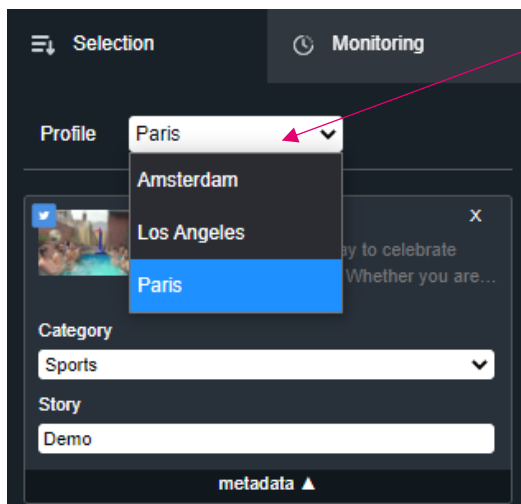 Selection
Monitoring
Profile
Paris
Amsterdam
Los Angeles
Paris
X
ay to celebrate
Whether you are...
Category
Sports
Story
Demo
metadata ▲